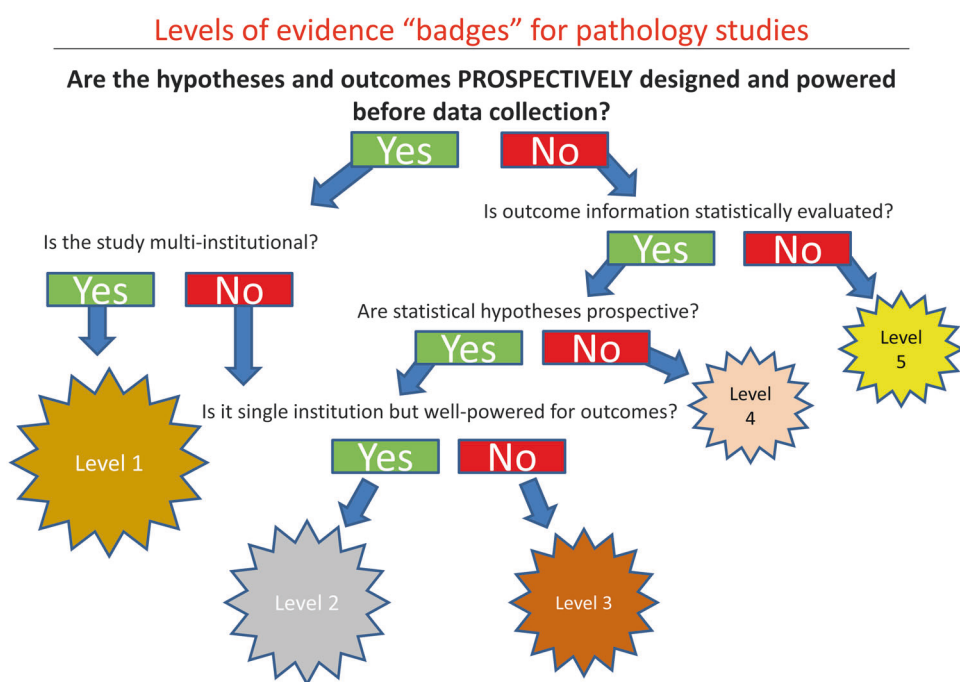 Levels of evidence “badges” for pathology studies
Are the hypotheses and outcomes PROSPECTIVELY designed and powered
before data collection?
Yes
No
Is the study multi-institutional?
Is outcome information statistically evaluated?
Yes
No
Yes
No
Are statistical hypotheses prospective?
Yes
No
Level
5
Level
4
Is it single institution but well-powered for outcomes?
Yes
No
Level 1
Level 2
Level 3